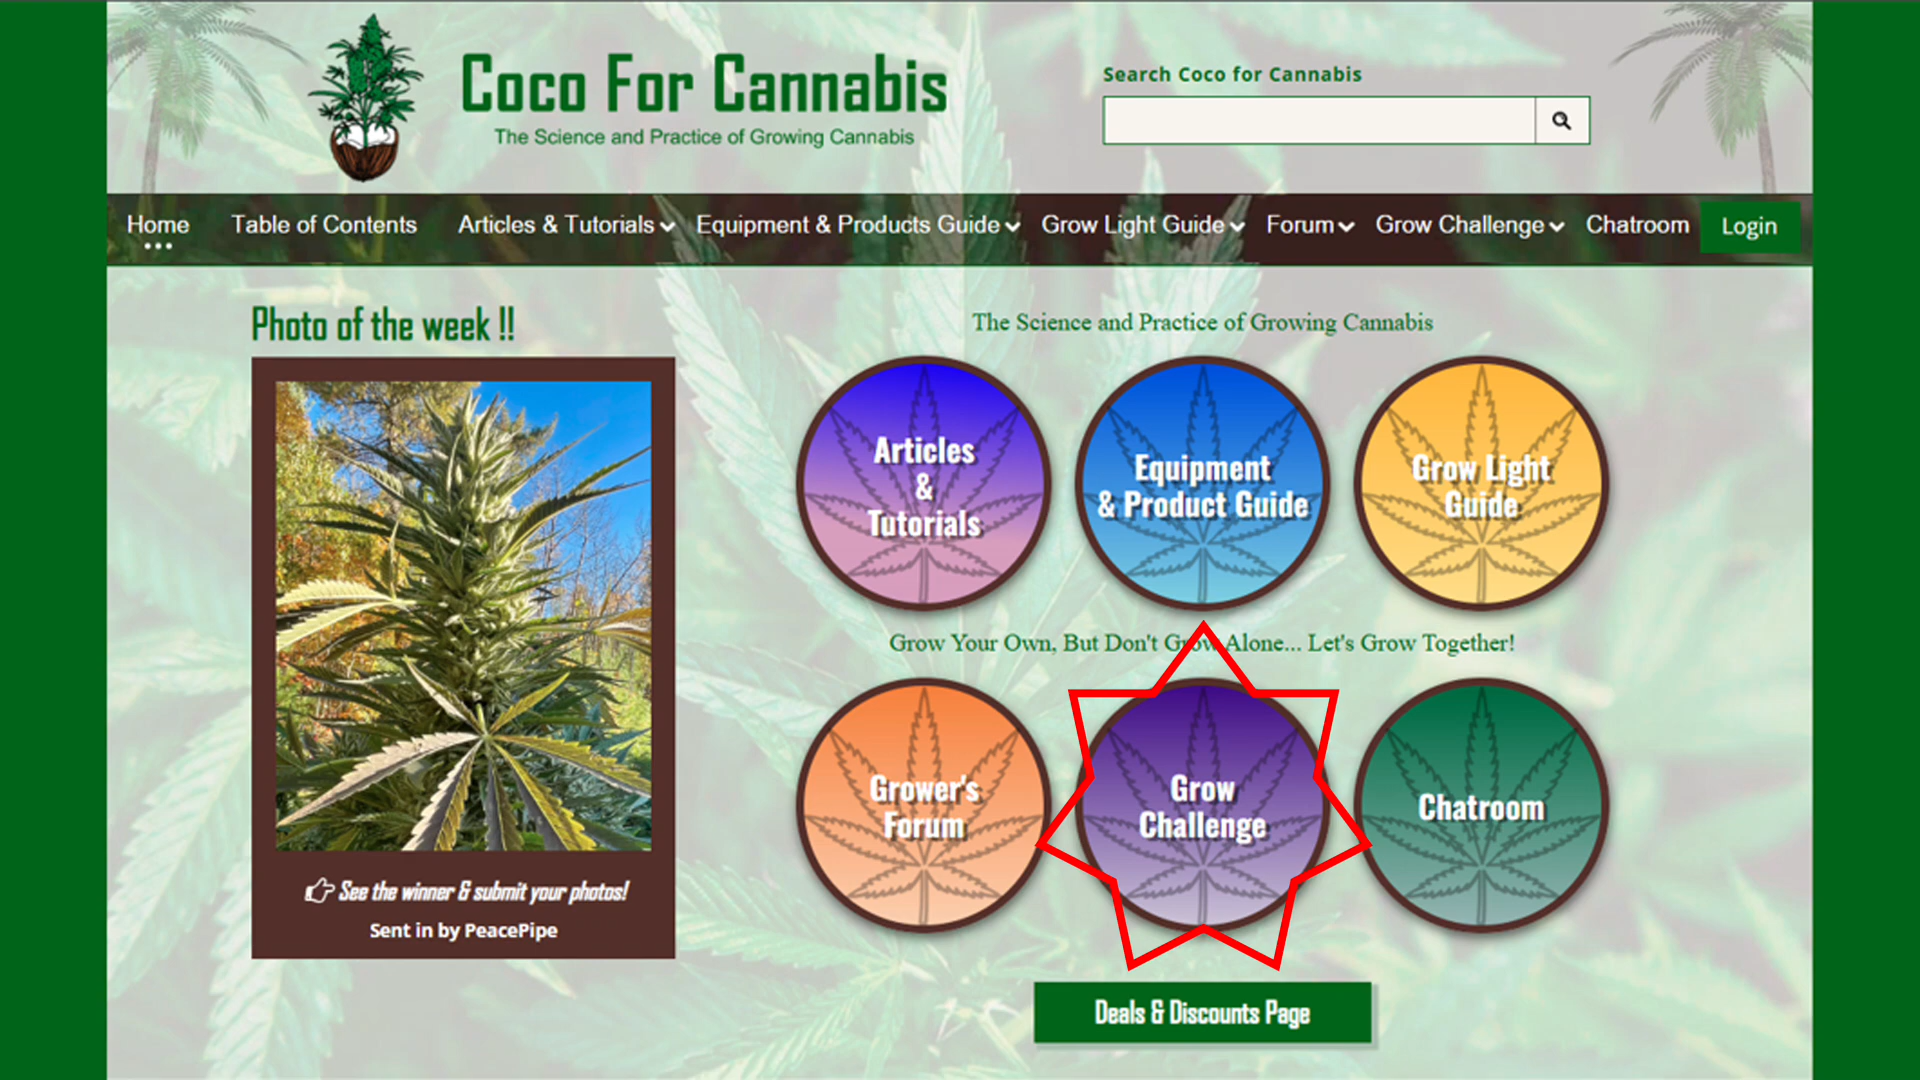 Coco For Cannabis
The Science and Practice of Growing Cannabis
Search Coco for Cannabis
Home
Table of Contents
Articles & Tutorials
Equipment & Products Guide
Grow Light Guide
Forum
Grow Challenge
Chatroom
Login
Photo of the week !!
See the winner & submit your photos!
Sent in by PeacePipe
The Science and Practice of Growing Cannabis
Articles
&
Tutorials
Equipment
& Product Guide
Grow Light
Guide
Grow Your Own, But Don't Grow Alone... Let's Grow Together!
Grower's
Forum
Grow
Challenge
Chatroom
Deals & Discounts Page